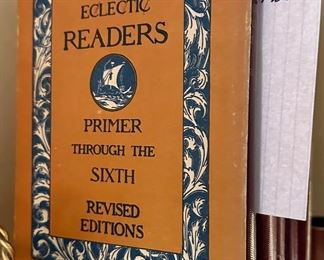 ECLECTIC
READERS
PRIMER
THROUGH THE
SIXTH
REVISED
EDITIONS